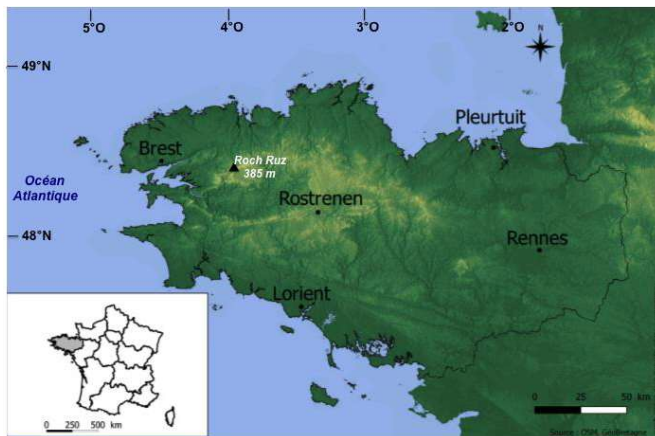 5°O 4°O 3°O 2°O
N
49°N
Pleurtuit
Brest
Roch Ruz
385 m
Océan
Atlantique
Rostrenen
48°N
Rennes
Lorient
0 250 500 km
0 25 50 km
Source : OSM, GéoBretagne